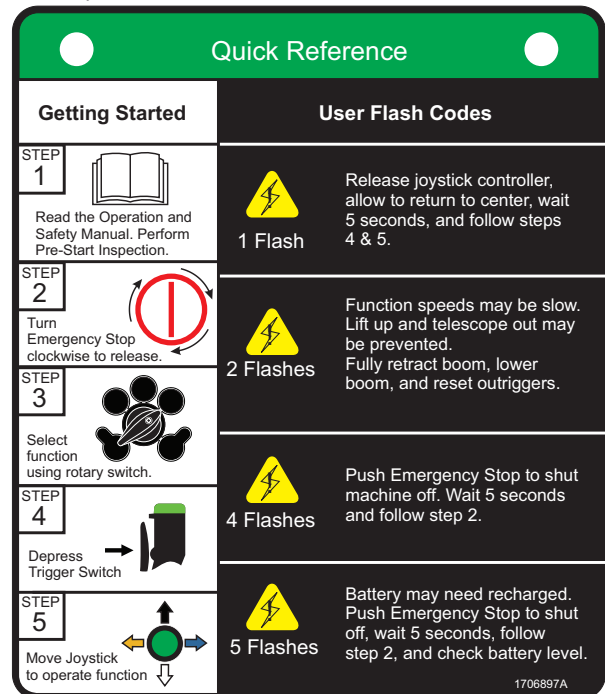 Quick Reference
Getting Started
STEP
1
Read the Operation and
Safety Manual. Perform
Pre-Start Inspection.
STEP
2
Turn
Emergency Stop
clockwise to release.
STEP
3
Select
function
using rotary switch.
STEP
4
Depress
Trigger Switch
STEP
5
Move Joystick
to operate function
User Flash Codes
1 Flash
Release joystick controller,
allow to return to center, wait
5 seconds, and follow steps
4 & 5.
2 Flashes
Function speeds may be slow.
Lift up and telescope out may
be prevented.
Fully retract boom, lower
boom, and reset outriggers.
4 Flashes
Push Emergency Stop to shut
machine off. Wait 5 seconds
and follow step 2.
5 Flashes
Battery may need recharged.
Push Emergency Stop to shut
off, wait 5 seconds, follow
step 2, and check battery level.
1706897A